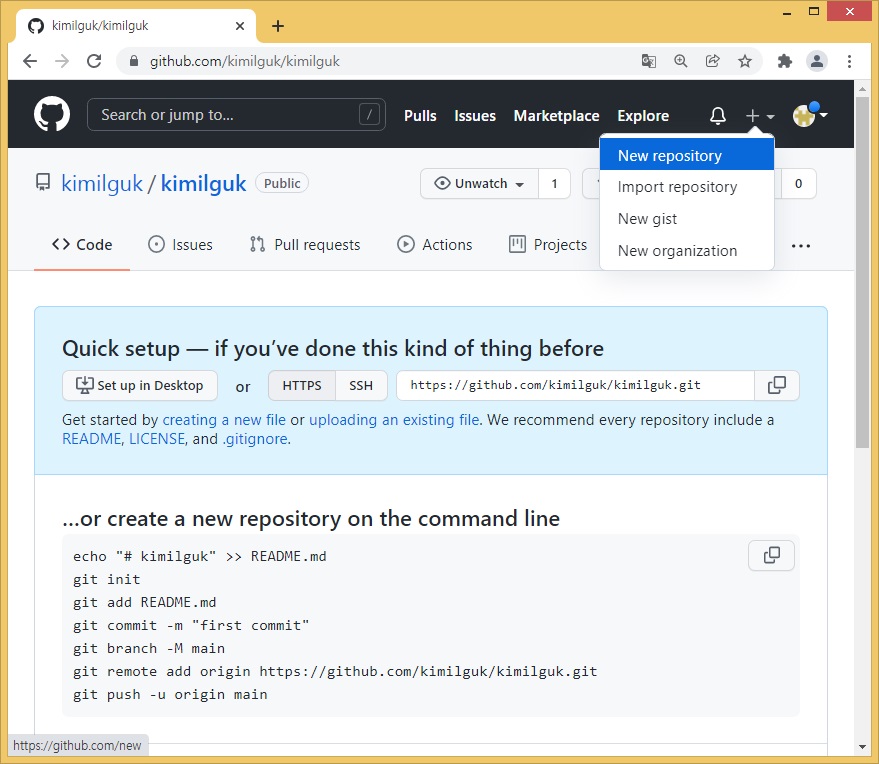 kimilguk/kimilguk
github.com/kimilguk/kimilguk
Search or jump to... /
Pulls Issues Marketplace Explore
New repository
Import repository
New gist
New organization
kimilguk / kimilguk Public
Unwatch 1
0
Code Issues Pull requests Actions Projects
Quick setup — if you’ve done this kind of thing before
Set up in Desktop or HTTPS SSH https://github.com/kimilguk/kimilguk.git
Get started by creating a new file or uploading an existing file. We recommend every repository include a
README, LICENSE, and .gitignore.
...or create a new repository on the command line
echo "# kimilguk" >> README.md
git init
git add README.md
git commit -m "first commit"
git branch -M main
git remote add origin https://github.com/kimilguk/kimilguk.git
git push -u origin main
https://github.com/new